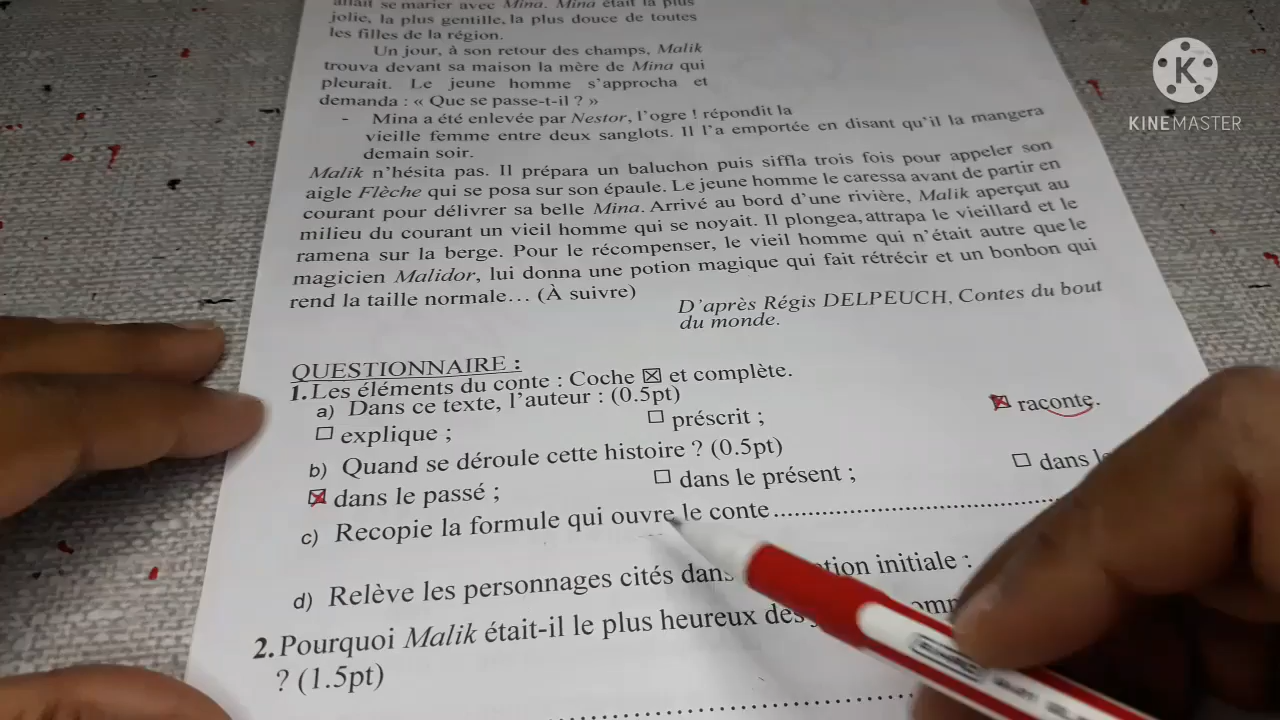 allait se marier avec Mina. Mina était la plus
jolie, la plus gentille, la plus douce de toutes
les filles de la région.
Un jour, à son retour des champs, Malik
trouva devant sa maison la mère de Mina qui
pleurait. Le jeune homme s'approcha et
demanda : « Que se passe-t-il ? »
- Mina a été enlevée par Nestor, l'ogre ! répondit la
vieille femme entre deux sanglots. Il l'a emportée en disant qu'il la mangera
demain soir.
Malik n'hésita pas. Il prépara un baluchon puis siffla trois fois pour appeler son
aigle Flèche qui se posa sur son épaule. Le jeune homme le caressa avant de partir en
courant pour délivrer sa belle Mina. Arrivé au bord d'une rivière, Malik aperçut au
milieu du courant un vieil homme qui se noyait. Il plongea, attrapa le vieillard et le
ramena sur la berge. Pour le récompenser, le vieil homme qui n'était autre que le
magicien Malidor, lui donna une potion magique qui fait rétrécir et un bonbon qui
rend la taille normale... (À suivre)
D'après Régis DELPEUCH, Contes du bout
du monde.
QUESTIONNAIRE :
1. Les éléments du conte : Coche ☒ et complète.
a) Dans ce texte, l'auteur : (0.5pt)
☐ explique ; ☐ préscrit ; ☒ raconte.
b) Quand se déroule cette histoire ? (0.5pt)
☒ dans le passé ; ☐ dans le présent ; ☐ dans
c) Recopie la formule qui ouvre le conte ..........
d) Relève les personnages cités dans initiale :
2. Pourquoi Malik était-il le plus heureux des
? (1.5pt)
K
KINEMASTER